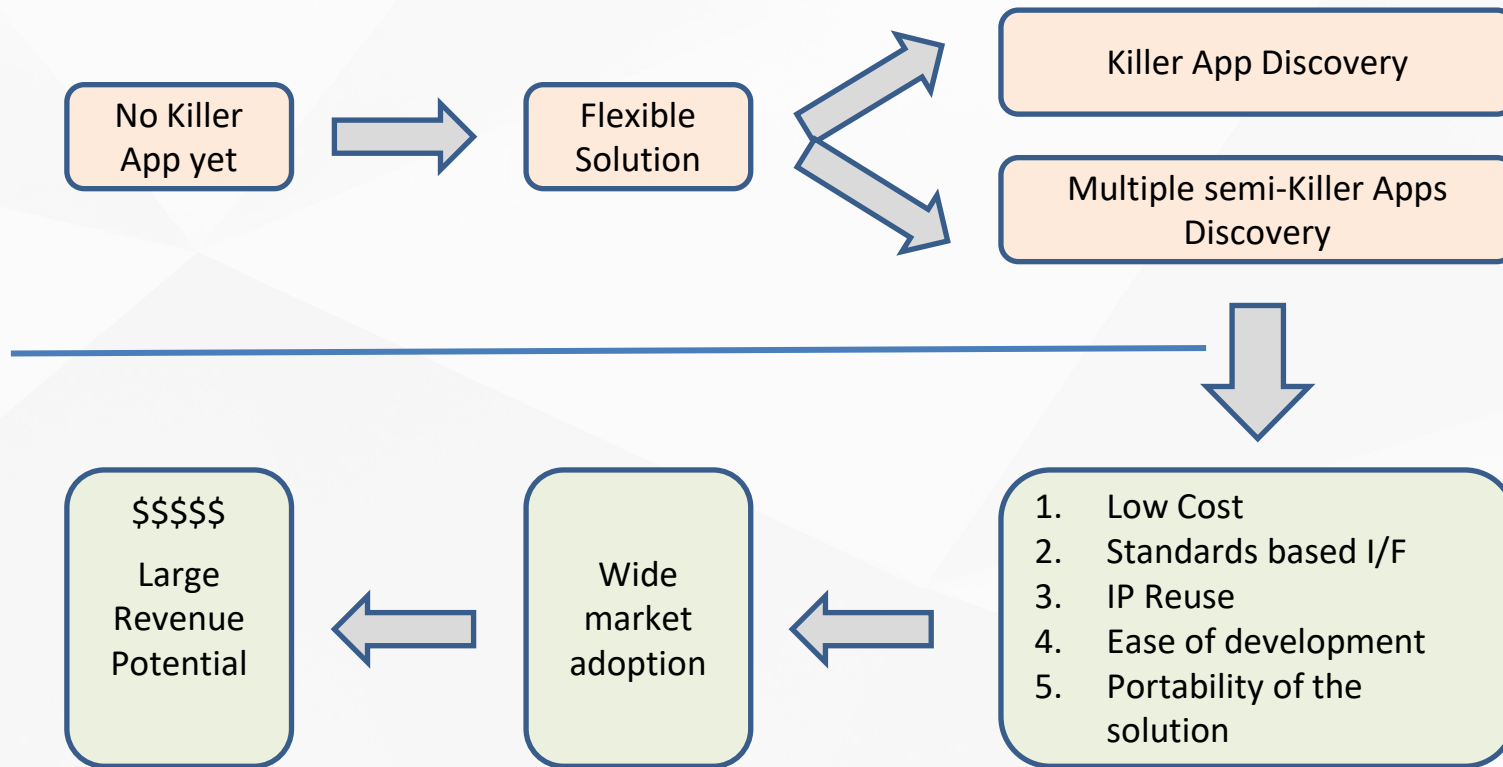 No Killer
App yet
Flexible
Solution
Killer App Discovery
Multiple semi-Killer Apps
Discovery
$$$$$
Large
Revenue
Potential
Wide
market
adoption
1. Low Cost
2. Standards based I/F
3. IP Reuse
4. Ease of development
5. Portability of the
solution